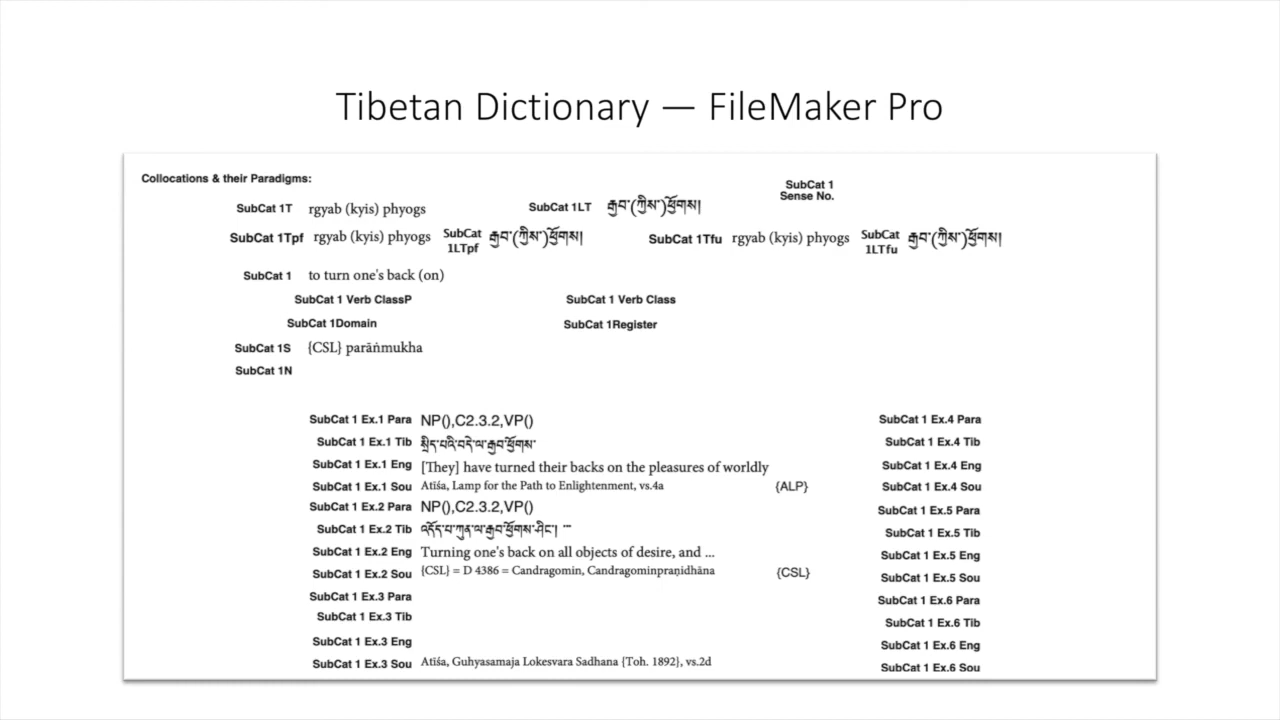 Tibetan Dictionary — FileMaker Pro
Collocations & their Paradigms:
SubCat 1 Sense No.
SubCat 1T rgyab (kyis) phyogs SubCat 1LT རྒྱབ་(ཀྱིས་)ཕྱོགས།
SubCat 1Tpf rgyab (kyis) phyogs SubCat 1LTpf རྒྱབ་(ཀྱིས་)ཕྱོགས། SubCat 1Tfu rgyab (kyis) phyogs SubCat 1LTfu རྒྱབ་(ཀྱིས་)ཕྱོགས།
SubCat 1 to turn one's back (on)
SubCat 1 Verb ClassP SubCat 1 Verb Class
SubCat 1Domain SubCat 1Register
SubCat 1S {CSL} parāṅmukha
SubCat 1N
SubCat 1 Ex.1 Para NP(),C2.3.2,VP() SubCat 1 Ex.4 Para
SubCat 1 Ex.1 Tib སྲིད་པའི་བདེ་ལ་རྒྱབ་ཕྱོགས་ SubCat 1 Ex.4 Tib
SubCat 1 Ex.1 Eng [They] have turned their backs on the pleasures of worldly SubCat 1 Ex.4 Eng
SubCat 1 Ex.1 Sou Atīśa, Lamp for the Path to Enlightenment, vs.4a {ALP} SubCat 1 Ex.4 Sou
SubCat 1 Ex.2 Para NP(),C2.3.2,VP() SubCat 1 Ex.5 Para
SubCat 1 Ex.2 Tib འདོད་པ་ཀུན་ལ་རྒྱབ་ཕྱོགས་ཤིང་། ... SubCat 1 Ex.5 Tib
SubCat 1 Ex.2 Eng Turning one's back on all objects of desire, and ... SubCat 1 Ex.5 Eng
SubCat 1 Ex.2 Sou {CSL} = D 4386 = Candragomin, Candragominpraṇidhāna {CSL} SubCat 1 Ex.5 Sou
SubCat 1 Ex.3 Para SubCat 1 Ex.6 Para
SubCat 1 Ex.3 Tib SubCat 1 Ex.6 Tib
SubCat 1 Ex.3 Eng SubCat 1 Ex.6 Eng
SubCat 1 Ex.3 Sou Atīśa, Guhyasamaja Lokesvara Sadhana {Toh. 1892}, vs.2d SubCat 1 Ex.6 Sou